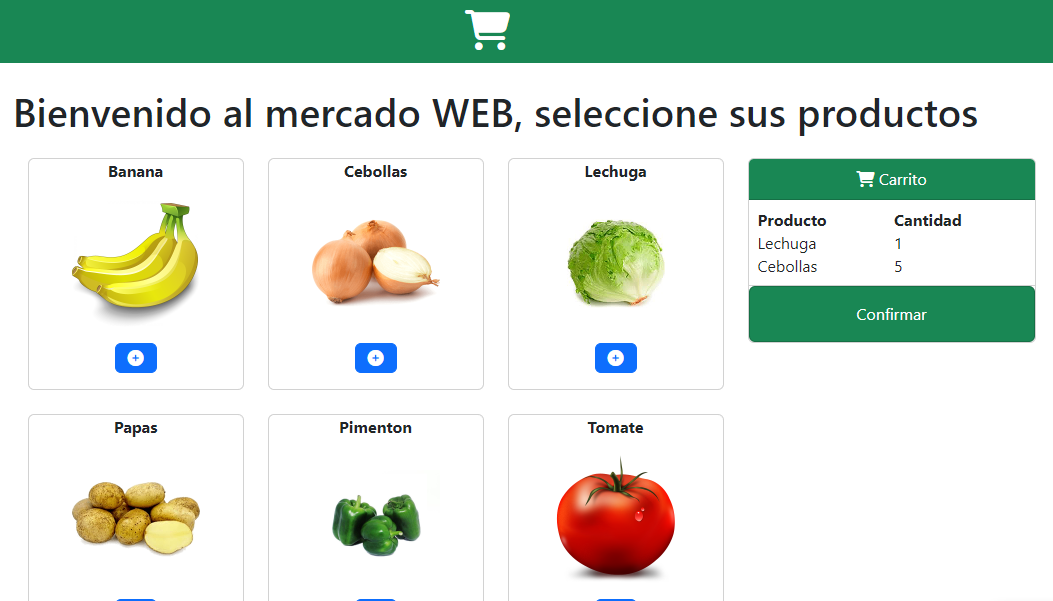 Bienvenido al mercado WEB, seleccione sus productos
Banana
Cebollas
Lechuga
Carrito
Producto Cantidad
Lechuga 1
Cebollas 5
Confirmar
Papas
Pimenton
Tomate